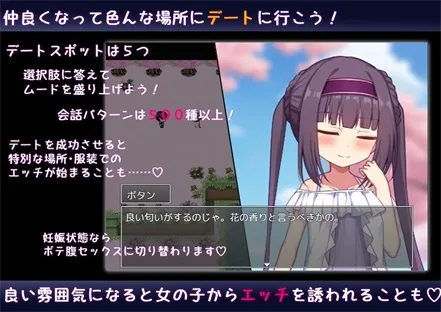 仲良くなって色んな場所にデートに行こう！
デートスポットは５つ
選択肢に答えて
ムードを盛り上げよう！
会話パターンは５００種以上！
デートを成功させると
特別な場所・服装での
エッチが始まることも……♡
ボタン
良い匂いがするのじゃ。花の香りと言うべきかの。
妊娠状態なら
ボテ腹セックスに切り替わります♡
良い雰囲気になると女の子からエッチを誘われることも♡